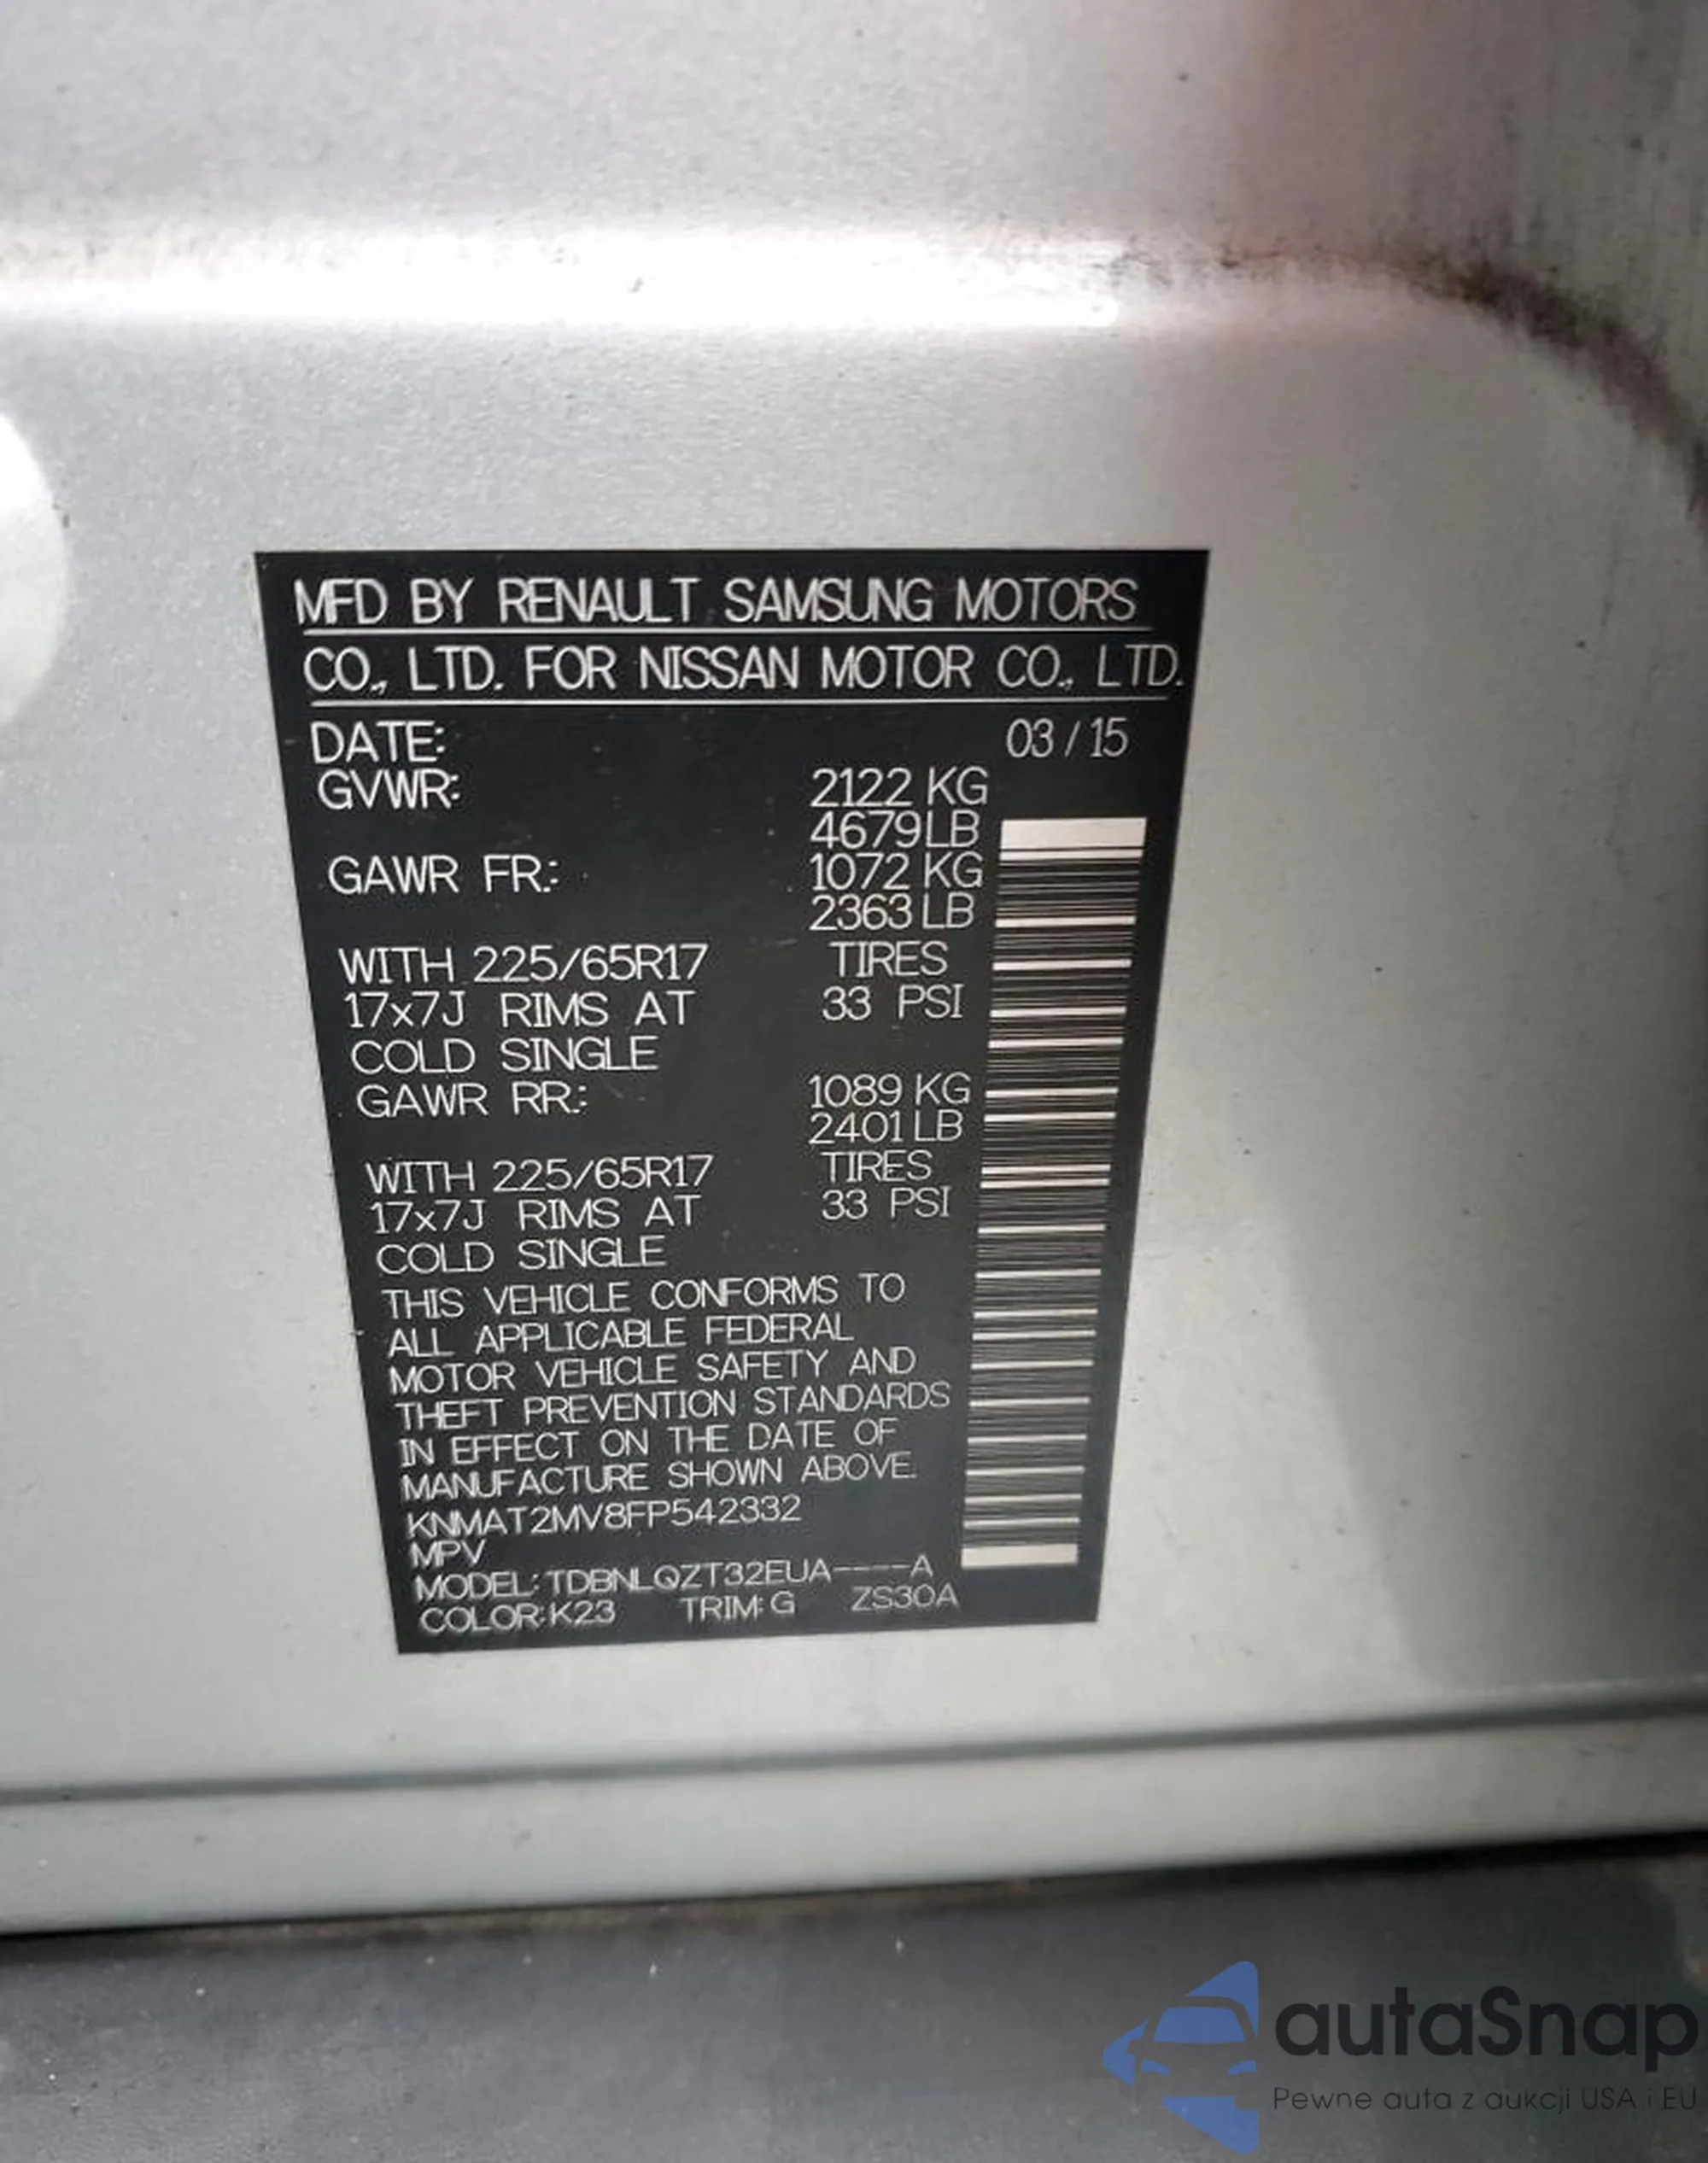 MFD BY RENAULT SAMSUNG MOTORS
CO., LTD. FOR NISSAN MOTOR CO., LTD.
DATE: 03 / 15
GVWR: 2122 KG
4679 LB
GAWR FR.: 1072 KG
2363 LB
WITH 225/65R17 TIRES
17x7J RIMS AT 33 PSI
COLD SINGLE
GAWR RR.: 1089 KG
2401 LB
WITH 225/65R17 TIRES
17x7J RIMS AT 33 PSI
COLD SINGLE
THIS VEHICLE CONFORMS TO
ALL APPLICABLE FEDERAL
MOTOR VEHICLE SAFETY AND
THEFT PREVENTION STANDARDS
IN EFFECT ON THE DATE OF
MANUFACTURE SHOWN ABOVE.
KNMAT2MV8FP542332
MPV
MODEL: TDBNLQZT32EUA----A
COLOR: K23 TRIM: G ZS30A
autaSnap
Pewne auta z aukcji USA i EU